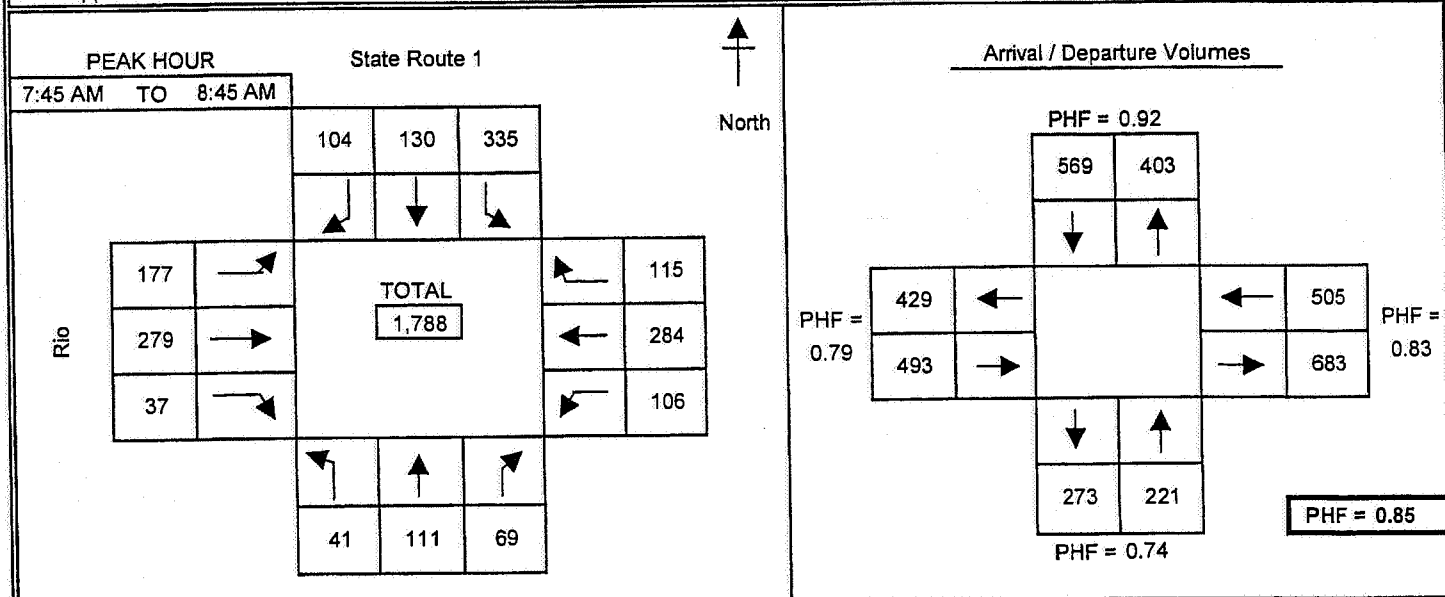 PEAK HOUR
7:45 AM TO 8:45 AM
State Route 1
North
104 130 335
177
279
37
Rio
TOTAL
1,788
115
284
106
41 111 69
Arrival / Departure Volumes
PHF = 0.92
569 403
PHF =
0.79
429
493
505
683
PHF =
0.83
273 221
PHF = 0.74
PHF = 0.85